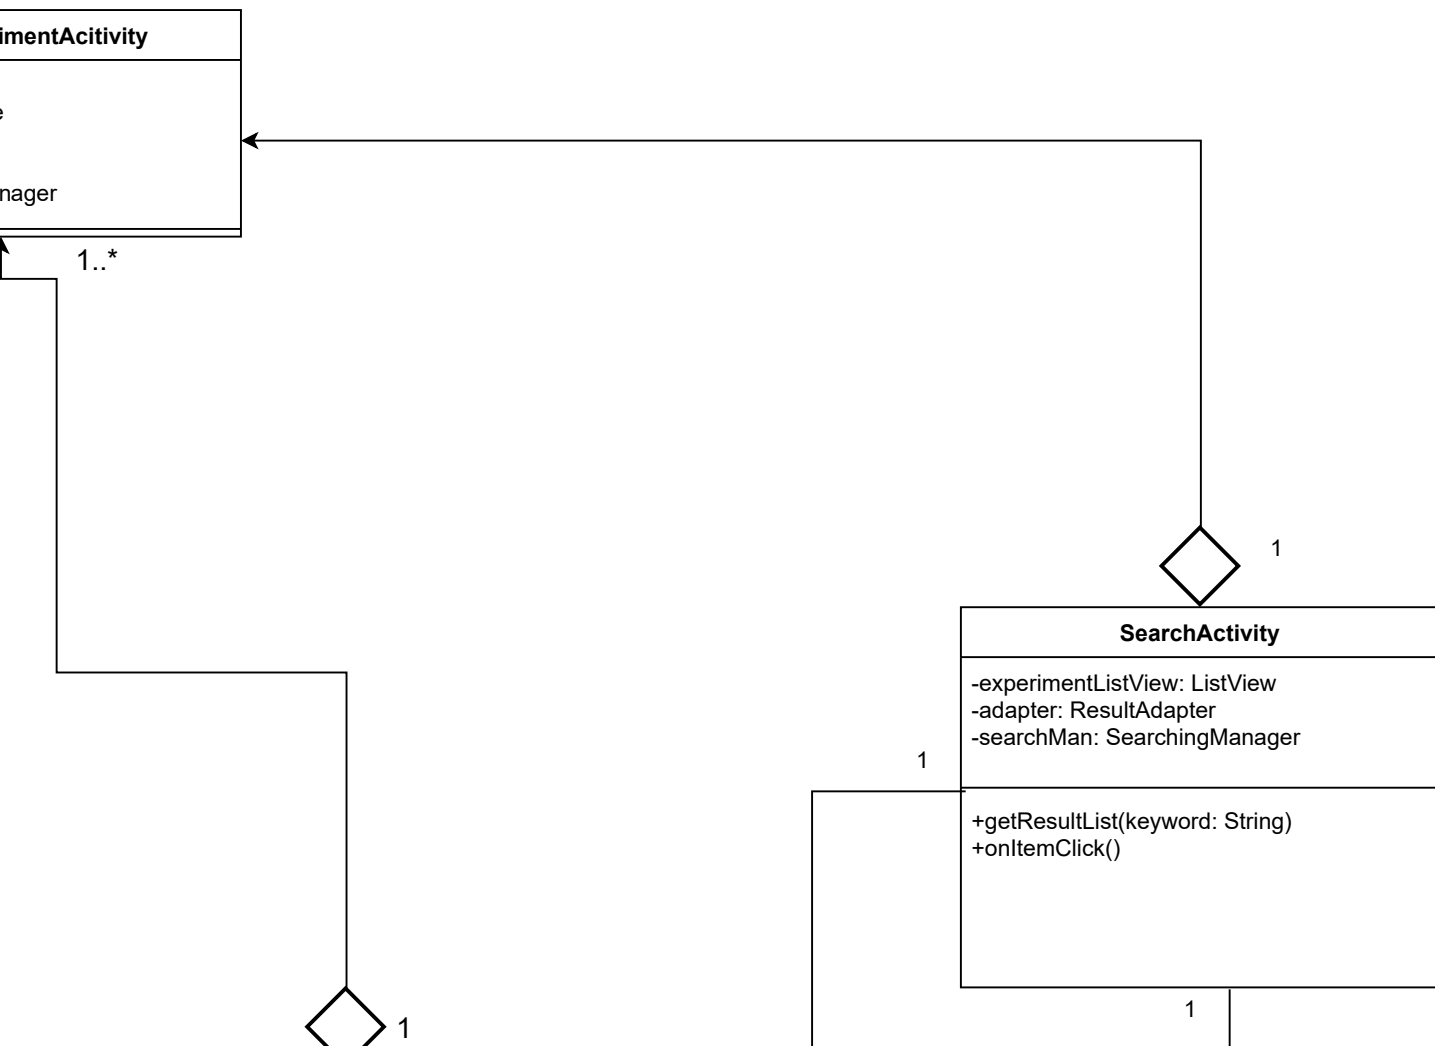 imentAcitivity
e
nager
1..*
1
SearchActivity
-experimentListView: ListView
-adapter: ResultAdapter
-searchMan: SearchingManager
1
+getResultList(keyword: String)
+onItemClick()
1
1